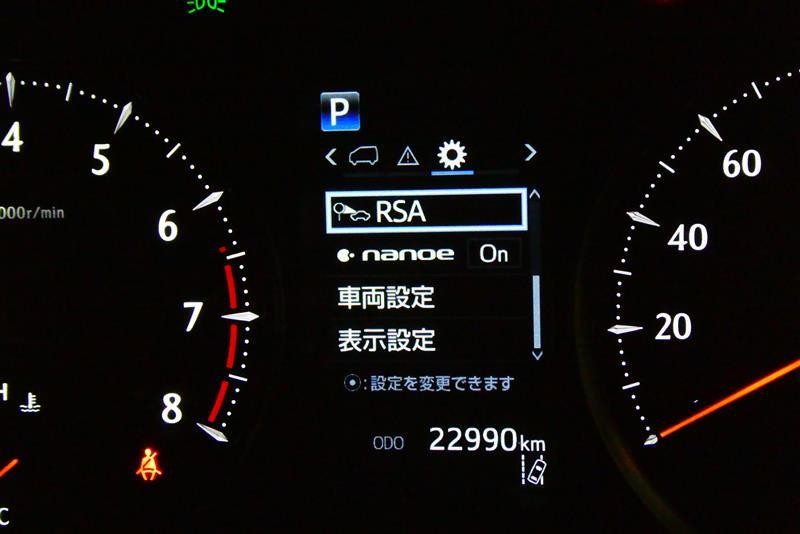 P
RSA
nanoe On
車両設定
表示設定
:設定を変更できます
ODO 22990km
4
5
6
7
8
000r/min
H
C
60
40
20